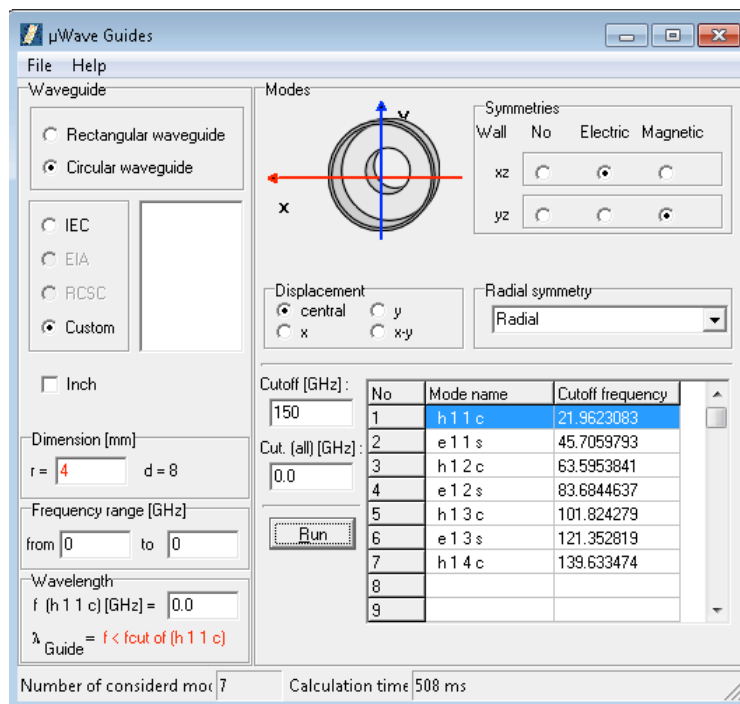 µWave Guides
File Help
Waveguide
Rectangular waveguide
Circular waveguide
IEC
EIA
RCSC
Custom
Inch
Dimension [mm]
r = 4 d = 8
Frequency range [GHz]
from 0 to 0
Wavelength
f (h 1 1 c) [GHz] = 0.0
λ Guide = f < fcut of (h 1 1 c)
Modes
Y
X
Symmetries
Wall No Electric Magnetic
xz
yz
Displacement
central y
x x-y
Radial symmetry
Radial
Cutoff [GHz] :
150
Cut. (all) [GHz] :
0.0
Run
No Mode name Cutoff frequency
1 h 1 1 c 21.9623083
2 e 1 1 s 45.7059793
3 h 1 2 c 63.5953841
4 e 1 2 s 83.6844637
5 h 1 3 c 101.824279
6 e 1 3 s 121.352819
7 h 1 4 c 139.633474
8
9
Number of considerd moc 7 Calculation time 508 ms